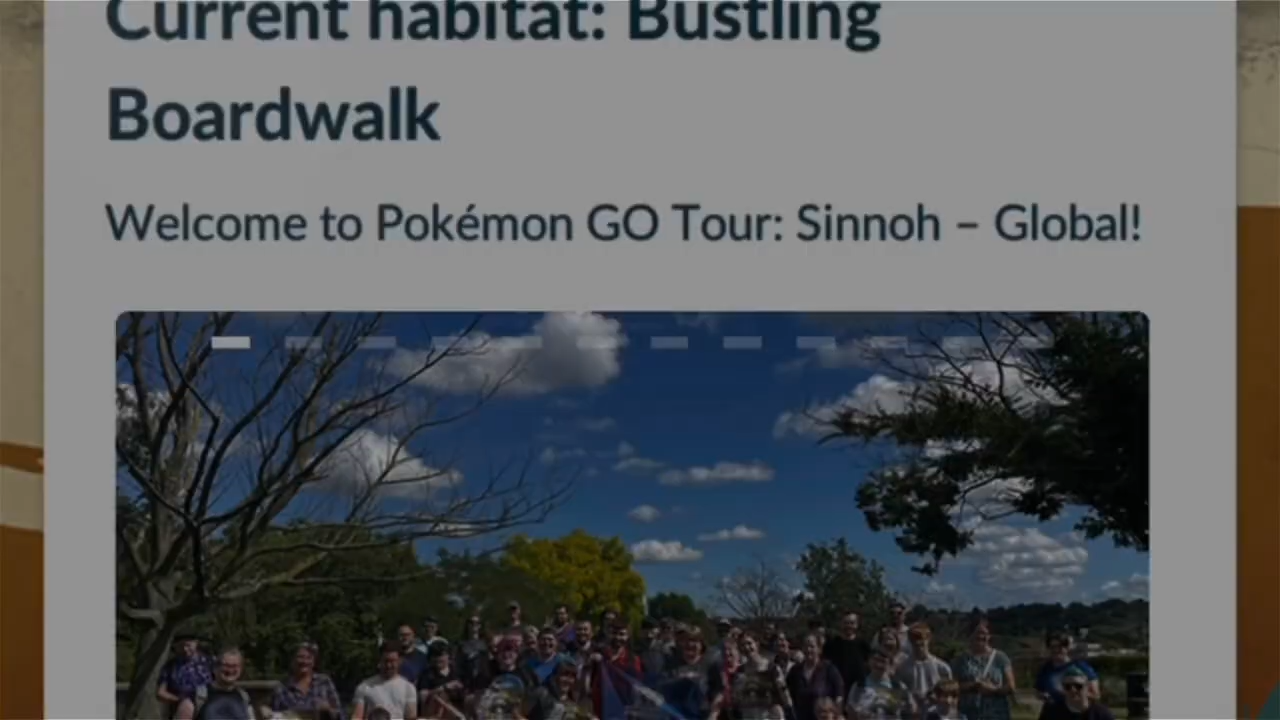 Current habitat: Bustling
Boardwalk
Welcome to Pokémon GO Tour: Sinnoh – Global!